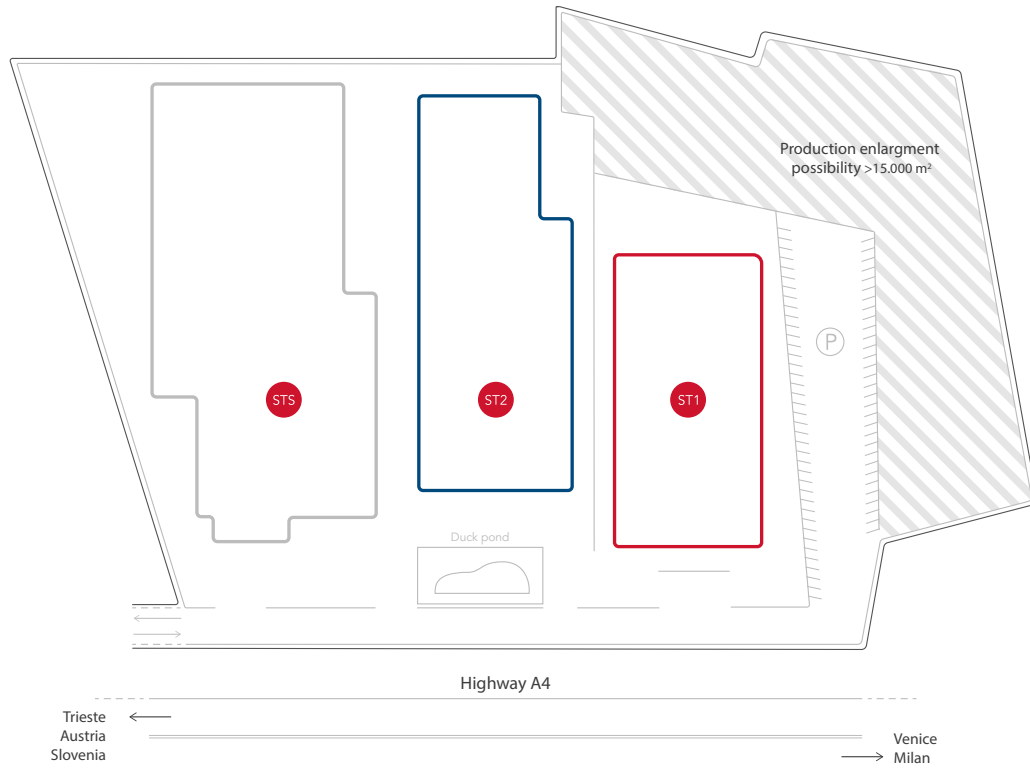 Production enlargment
possibility >15.000 m²
P
STS
ST2
ST1
Duck pond
Highway A4
Trieste
Austria
Slovenia
Venice
Milan